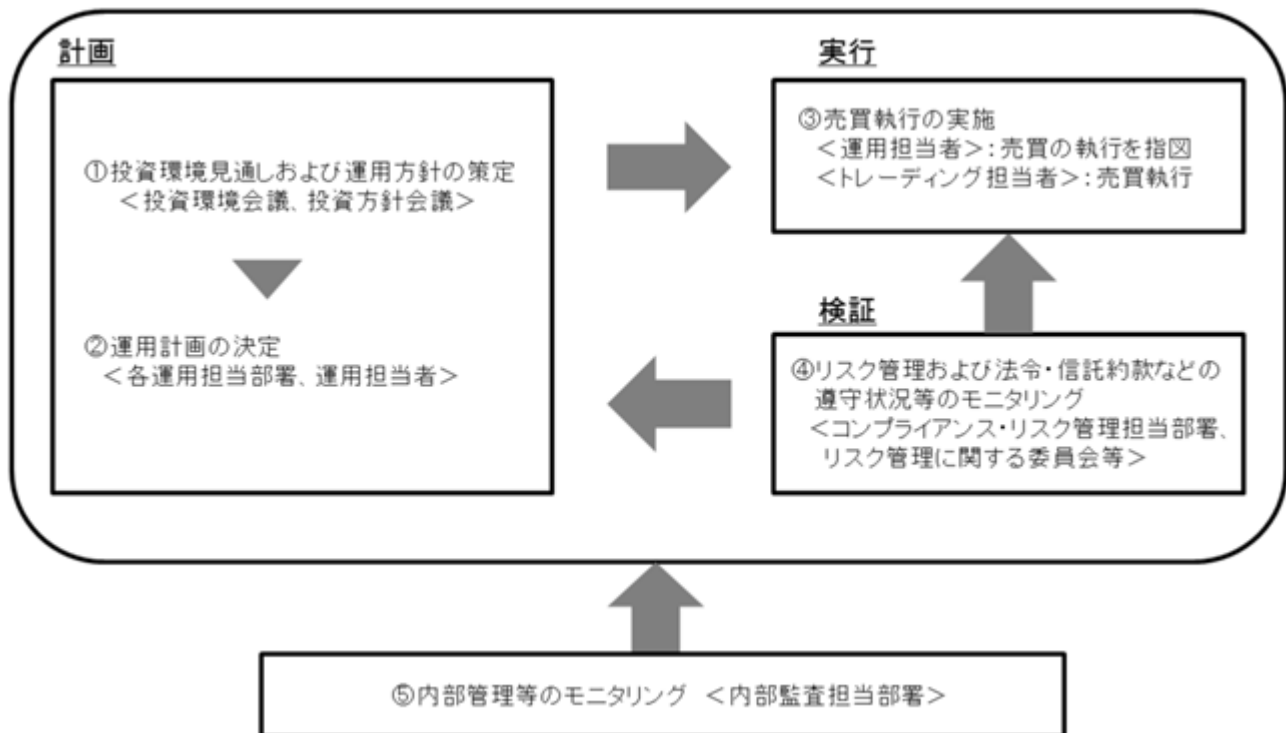 計画
①投資環境見通しおよび運用方針の策定
＜投資環境会議、投資方針会議＞
②運用計画の決定
＜各運用担当部署、運用担当者＞
実行
③売買執行の実施
＜運用担当者＞：売買の執行を指図
＜トレーディング担当者＞：売買執行
検証
④リスク管理および法令・信託約款などの
遵守状況等のモニタリング
＜コンプライアンス・リスク管理担当部署、
リスク管理に関する委員会等＞
⑤内部管理等のモニタリング ＜内部監査担当部署＞